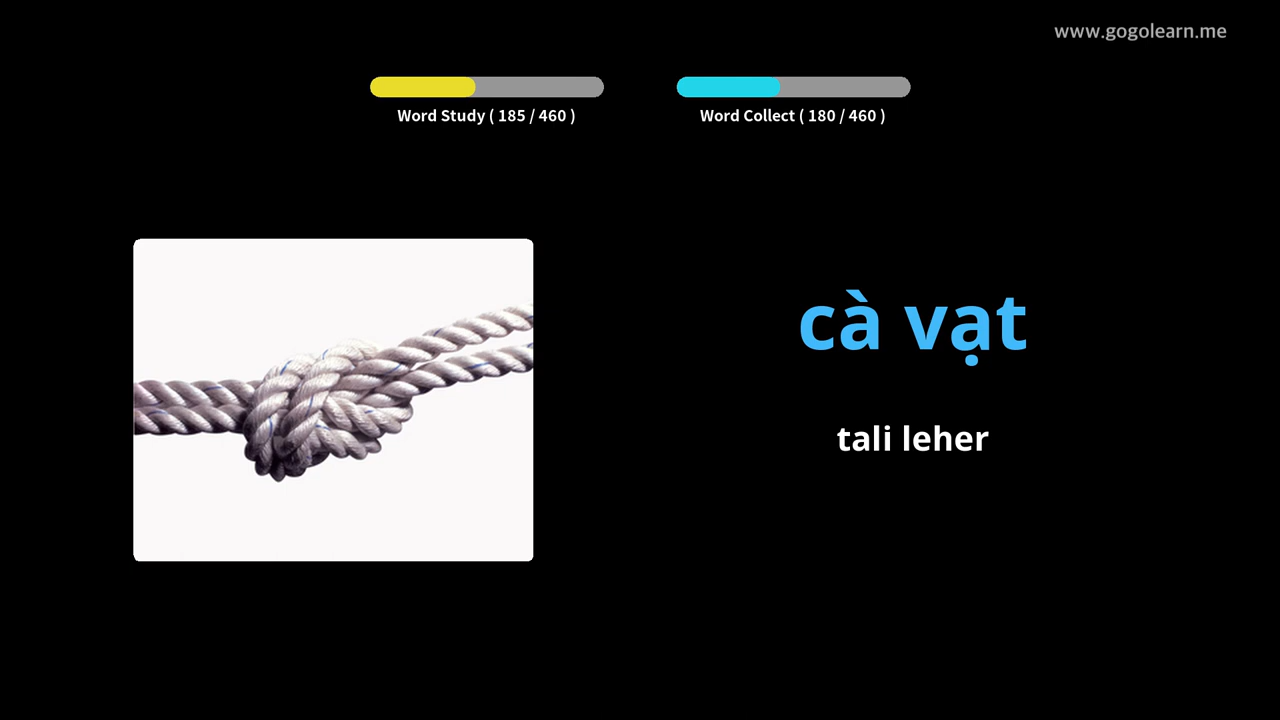 www.gogolearn.me
Word Study ( 185 / 460 )
Word Collect ( 180 / 460 )
cà vạt
tali leher